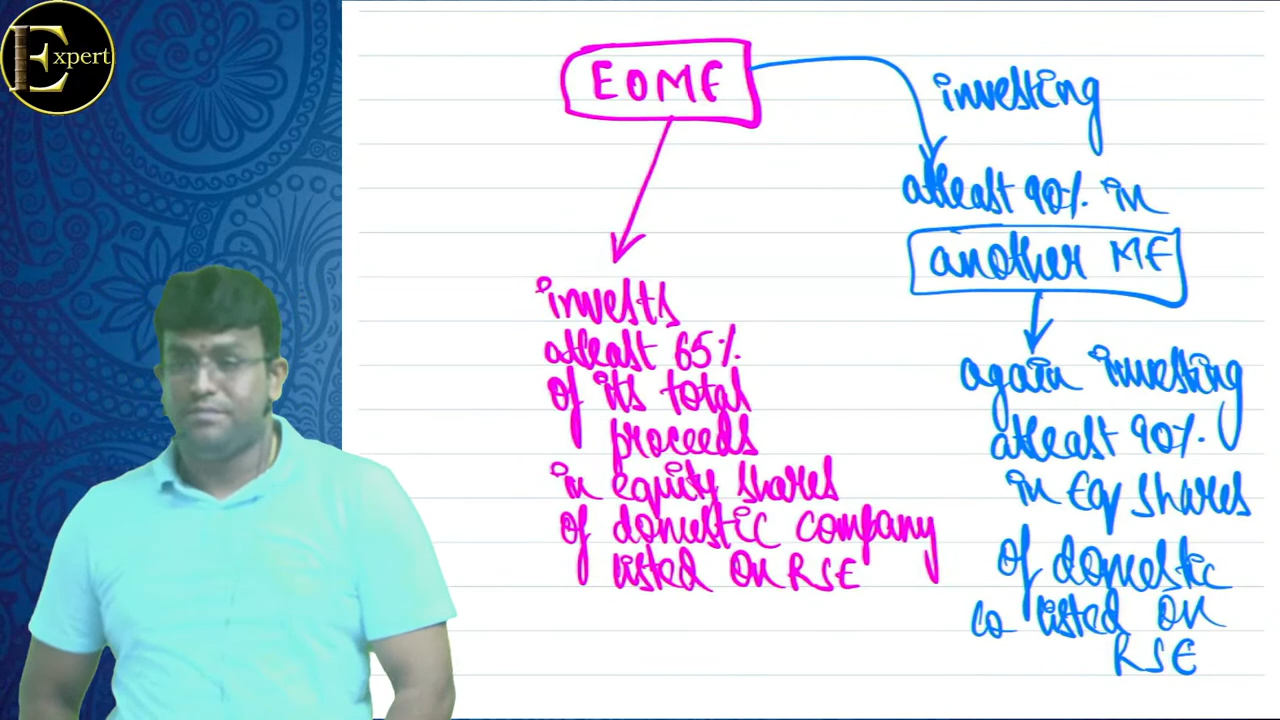 Expert
EOMF
invests
atleast 65%
of its total
proceeds
in equity shares
of domestic company
listed on RSE
investing
atleast 90% in
another MF
again investing
atleast 90%
in Eq shares
of domestic
co listed on
RSE